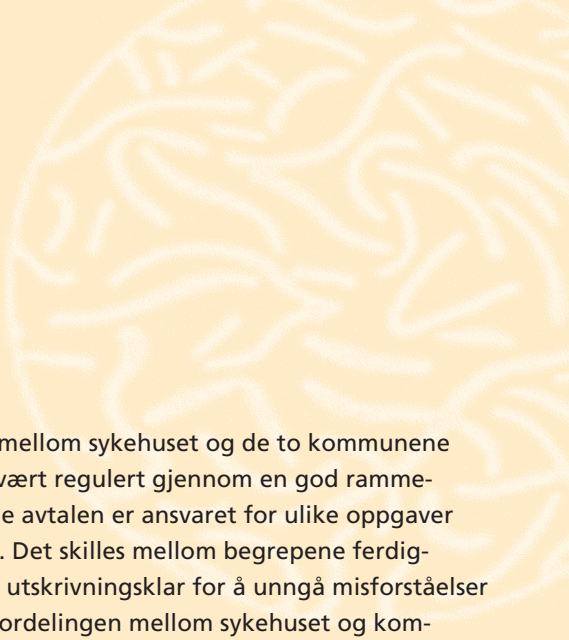 mellom sykehuset og de to kommunene
vært regulert gjennom en god ramme-
e avtalen er ansvaret for ulike oppgaver
. Det skilles mellom begrepene ferdig-
utskrivningsklar for å unngå misforståelser
ordelingen mellom sykehuset og kom-